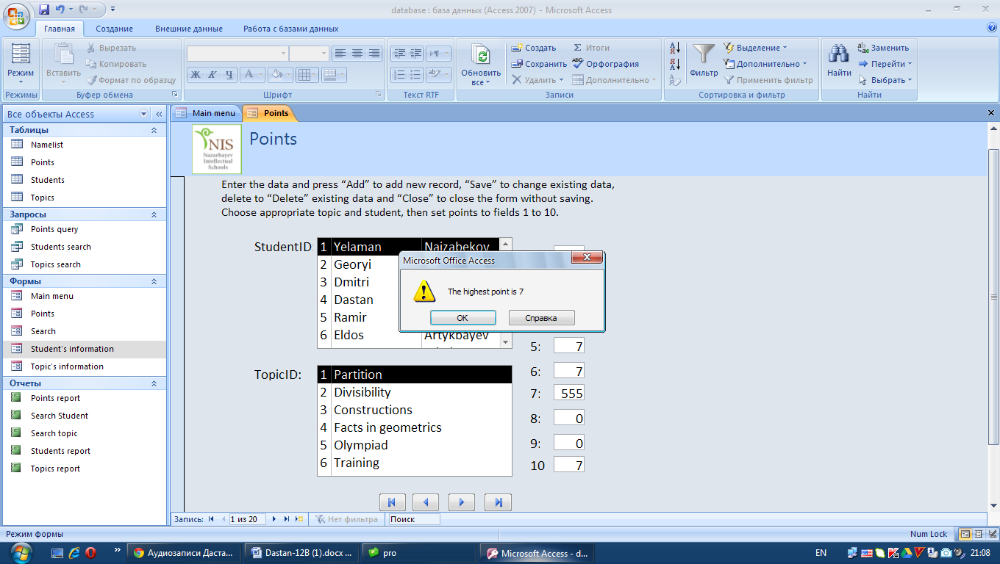 database : база данных (Access 2007) - Microsoft Access
Главная Создание Внешние данные Работа с базами данных
Режим
Режимы
Вставить
Вырезать
Копировать
Формат по образцу
Буфер обмена
Ж К Ч
Шрифт
Текст RTF
Обновить
все
Создать
Сохранить
Удалить
Итоги
Орфография
Дополнительно
Записи
Фильтр
Выделение
Дополнительно
Применить фильтр
Сортировка и фильтр
Найти
Заменить
Перейти
Выбрать
Найти
Все объекты Access
Таблицы
Namelist
Points
Students
Topics
Запросы
Points query
Students search
Topics search
Формы
Main menu
Points
Search
Student's information
Topic's information
Отчеты
Points report
Search Student
Search topic
Students report
Topics report
Main menu Points
NIS
Nazarbayev
Intellectual
Schools
Points
Enter the data and press “Add” to add new record, “Save” to change existing data,
delete to “Delete” existing data and “Close” to close the form without saving.
Choose appropriate topic and student, then set points to fields 1 to 10.
StudentID
1 Yelaman Naizabekov
2 Georyi
3 Dmitri
4 Dastan
5 Ramir
6 Eldos Artykbayev
Microsoft Office Access
The highest point is 7
OK Справка
TopicID:
1 Partition
2 Divisibility
3 Constructions
4 Facts in geometrics
5 Olympiad
6 Training
5: 7
6: 7
7: 555
8: 0
9: 0
10 7
Запись: 1 из 20 Нет фильтра Поиск
Режим формы Num Lock
Аудиозаписи Даста... Dastan-12B (1).docx ... pro Microsoft Access - d... EN 21:08